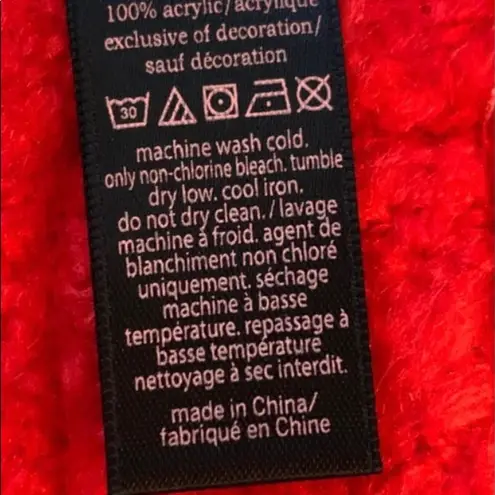 100% acrylic/acrylique
exclusive of decoration/
sauf décoration
30
machine wash cold.
only non-chlorine bleach. tumble
dry low. cool iron.
do not dry clean. / lavage
machine à froid. agent de
blanchiment non chloré
uniquement. séchage
machine à basse
température. repassage à
basse température
nettoyage à sec interdit.
made in China/
fabriqué en Chine